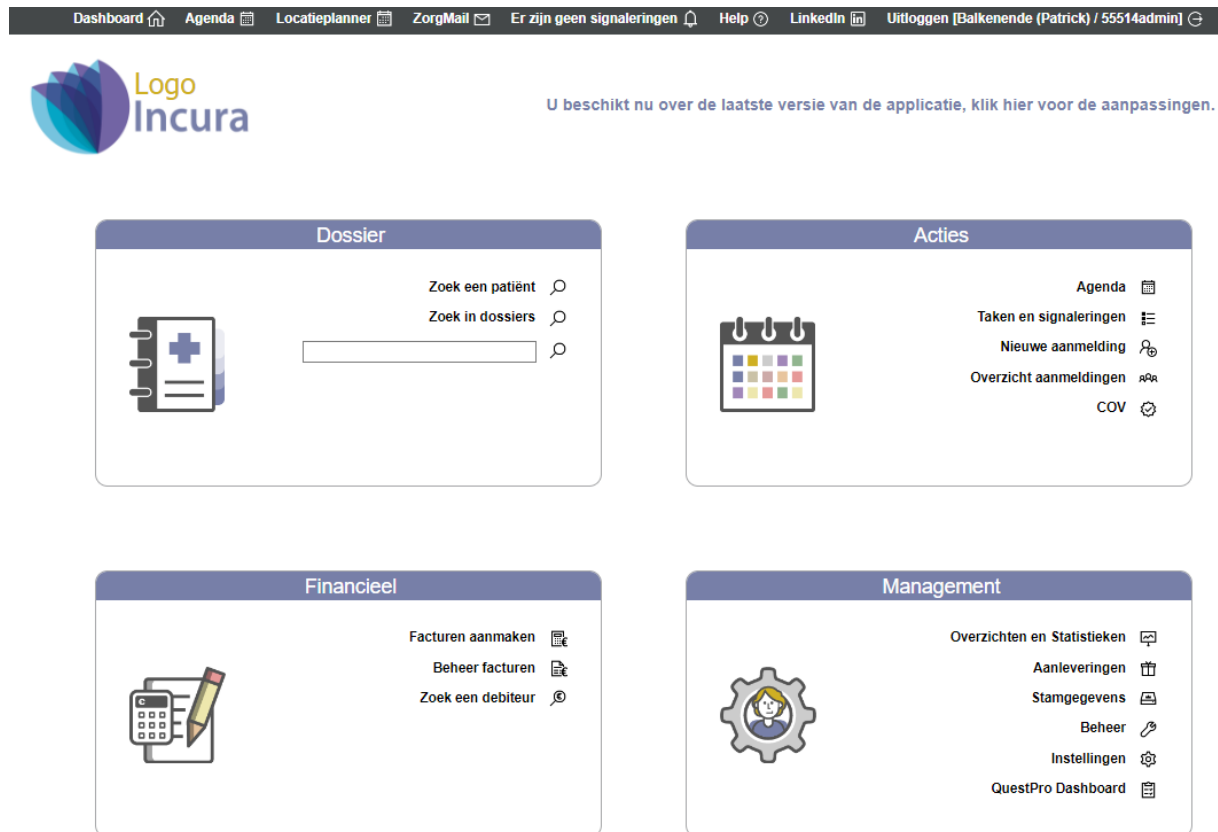 Dashboard Agenda Locatieplanner ZorgMail Er zijn geen signaleringen Help LinkedIn Uitloggen [Balkenende (Patrick) / 55514admin]
Logo
Incura
U beschikt nu over de laatste versie van de applicatie, klik hier voor de aanpassingen.
Dossier
Zoek een patiënt
Zoek in dossiers
Acties
Agenda
Taken en signaleringen
Nieuwe aanmelding
Overzicht aanmeldingen
COV
Financieel
Facturen aanmaken
Beheer facturen
Zoek een debiteur
Management
Overzichten en Statistieken
Aanleveringen
Stamgegevens
Beheer
Instellingen
QuestPro Dashboard